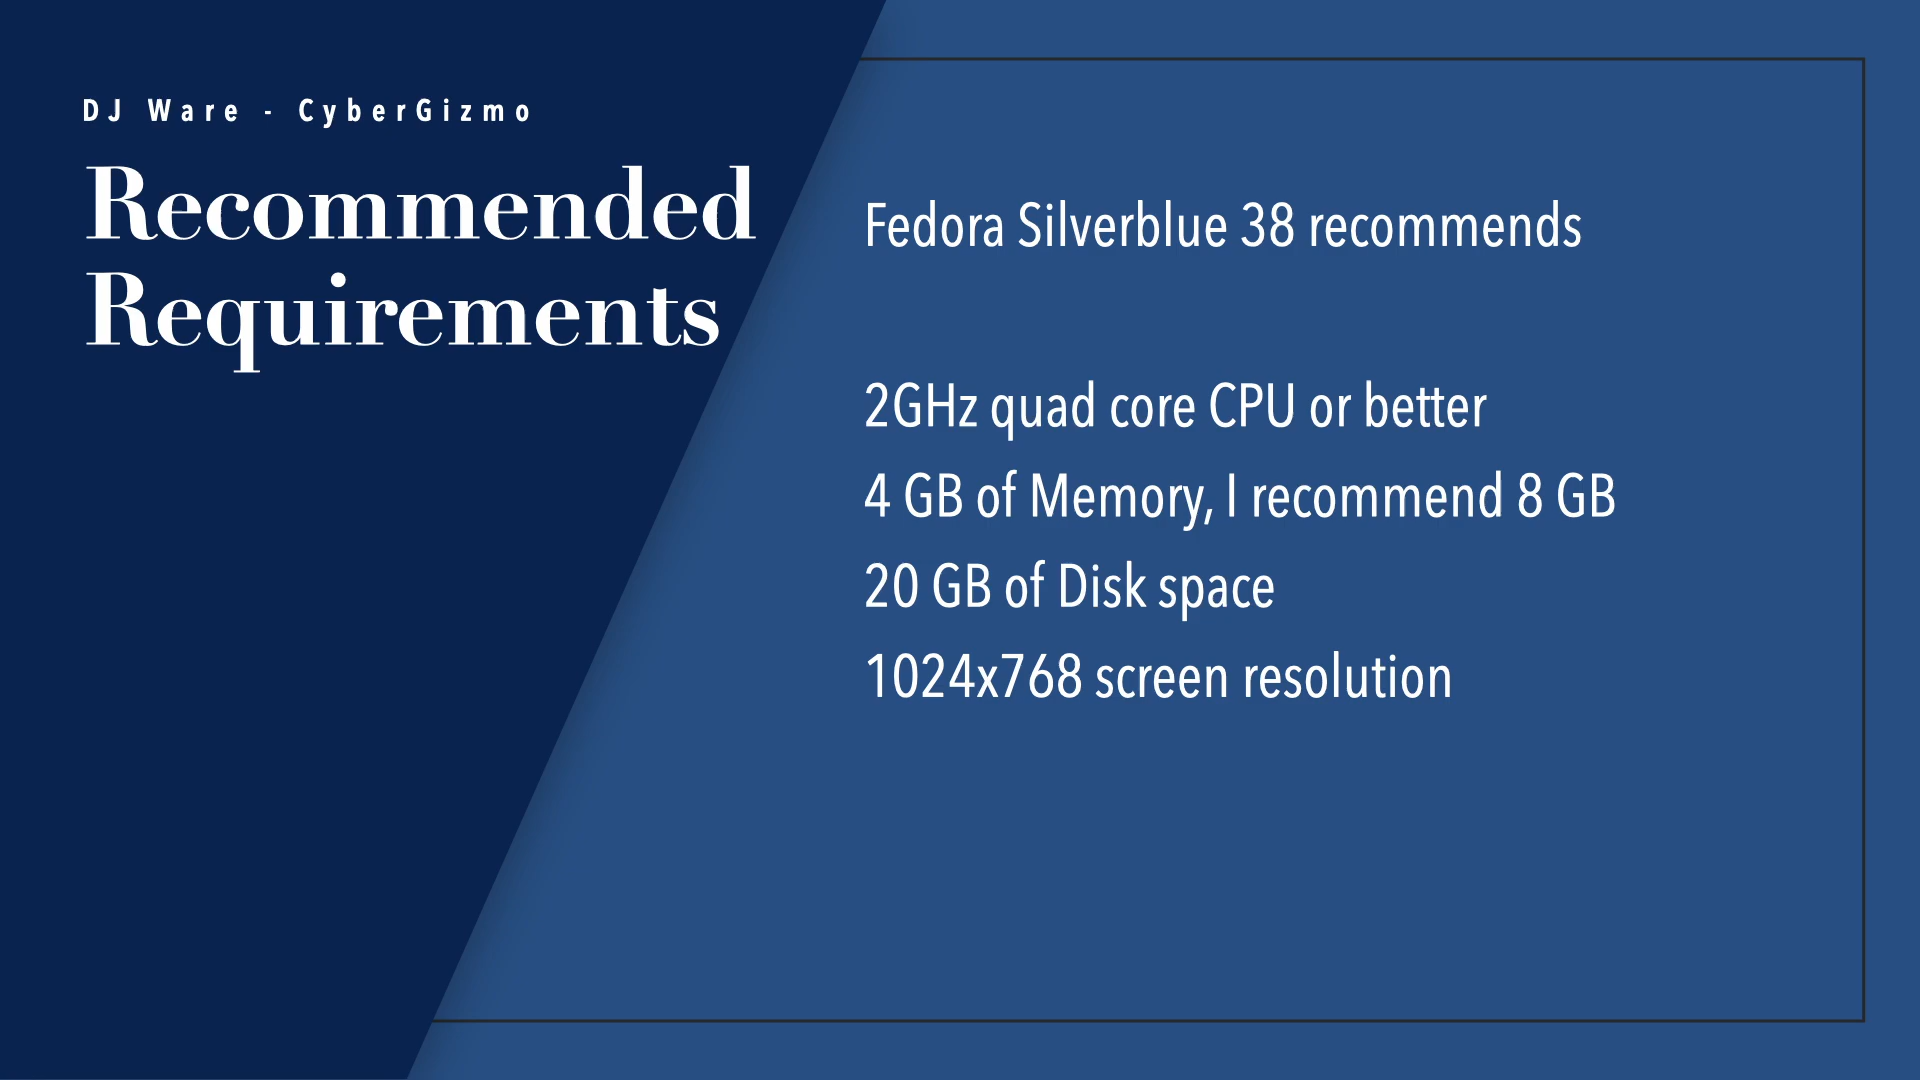 DJ Ware - CyberGizmo
Recommended
Requirements
Fedora Silverblue 38 recommends
2GHz quad core CPU or better
4 GB of Memory, I recommend 8 GB
20 GB of Disk space
1024x768 screen resolution